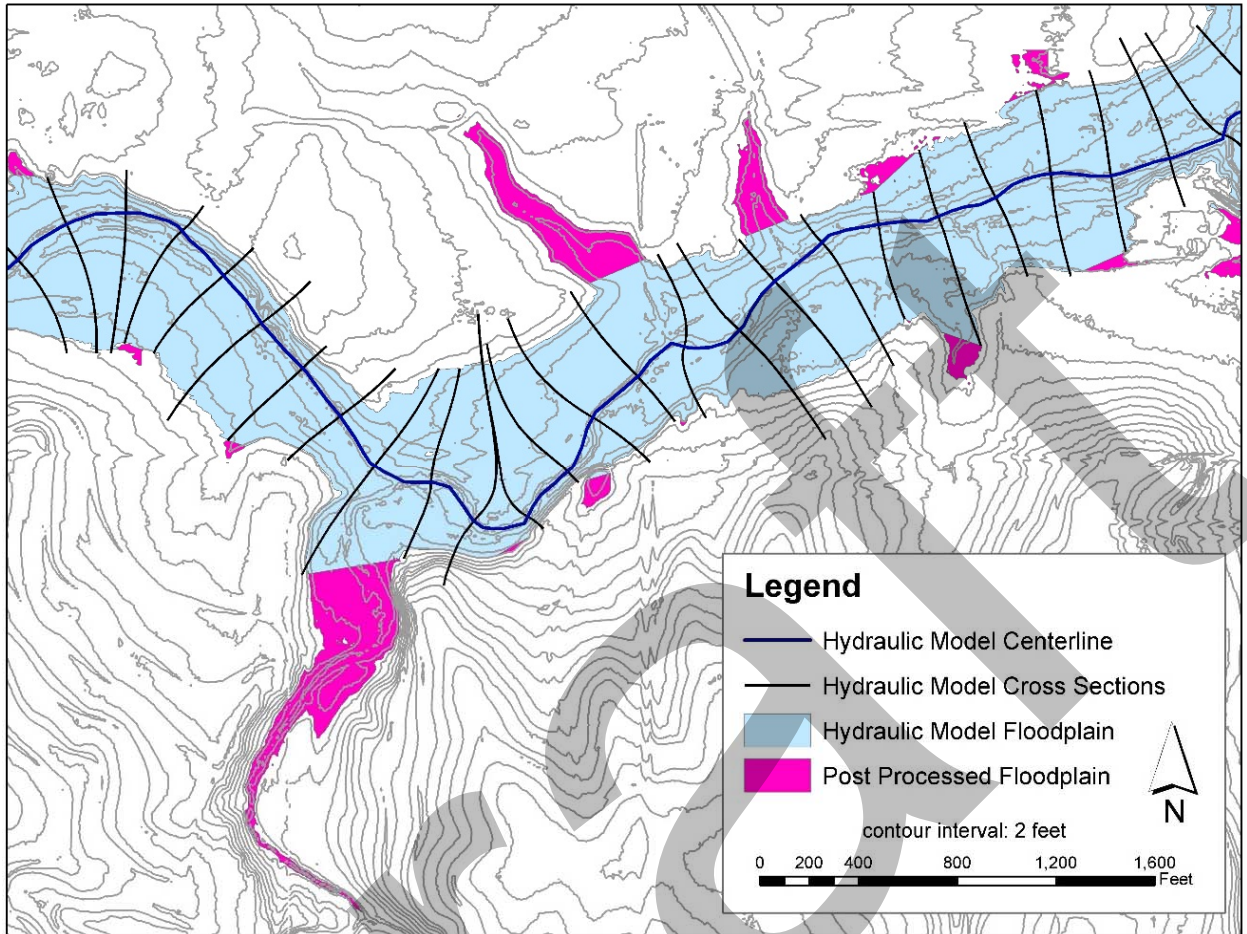 Legend
Hydraulic Model Centerline
Hydraulic Model Cross Sections
Hydraulic Model Floodplain
Post Processed Floodplain
N
contour interval: 2 feet
0 200 400 800 1,200 1,600
Feet
raft